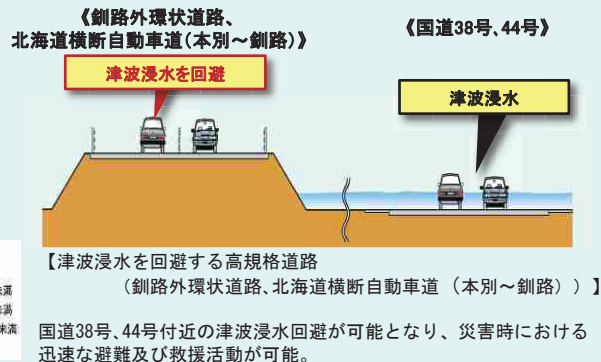 《釧路外環状道路、
北海道横断自動車道(本別～釧路)》
《国道38号、44号》
津波浸水を回避
津波浸水
【津波浸水を回避する高規格道路
(釧路外環状道路、北海道横断自動車道 (本別～釧路))】
国道38号、44号付近の津波浸水回避が可能となり、災害時における
迅速な避難及び救援活動が可能。
未満
未満
未満